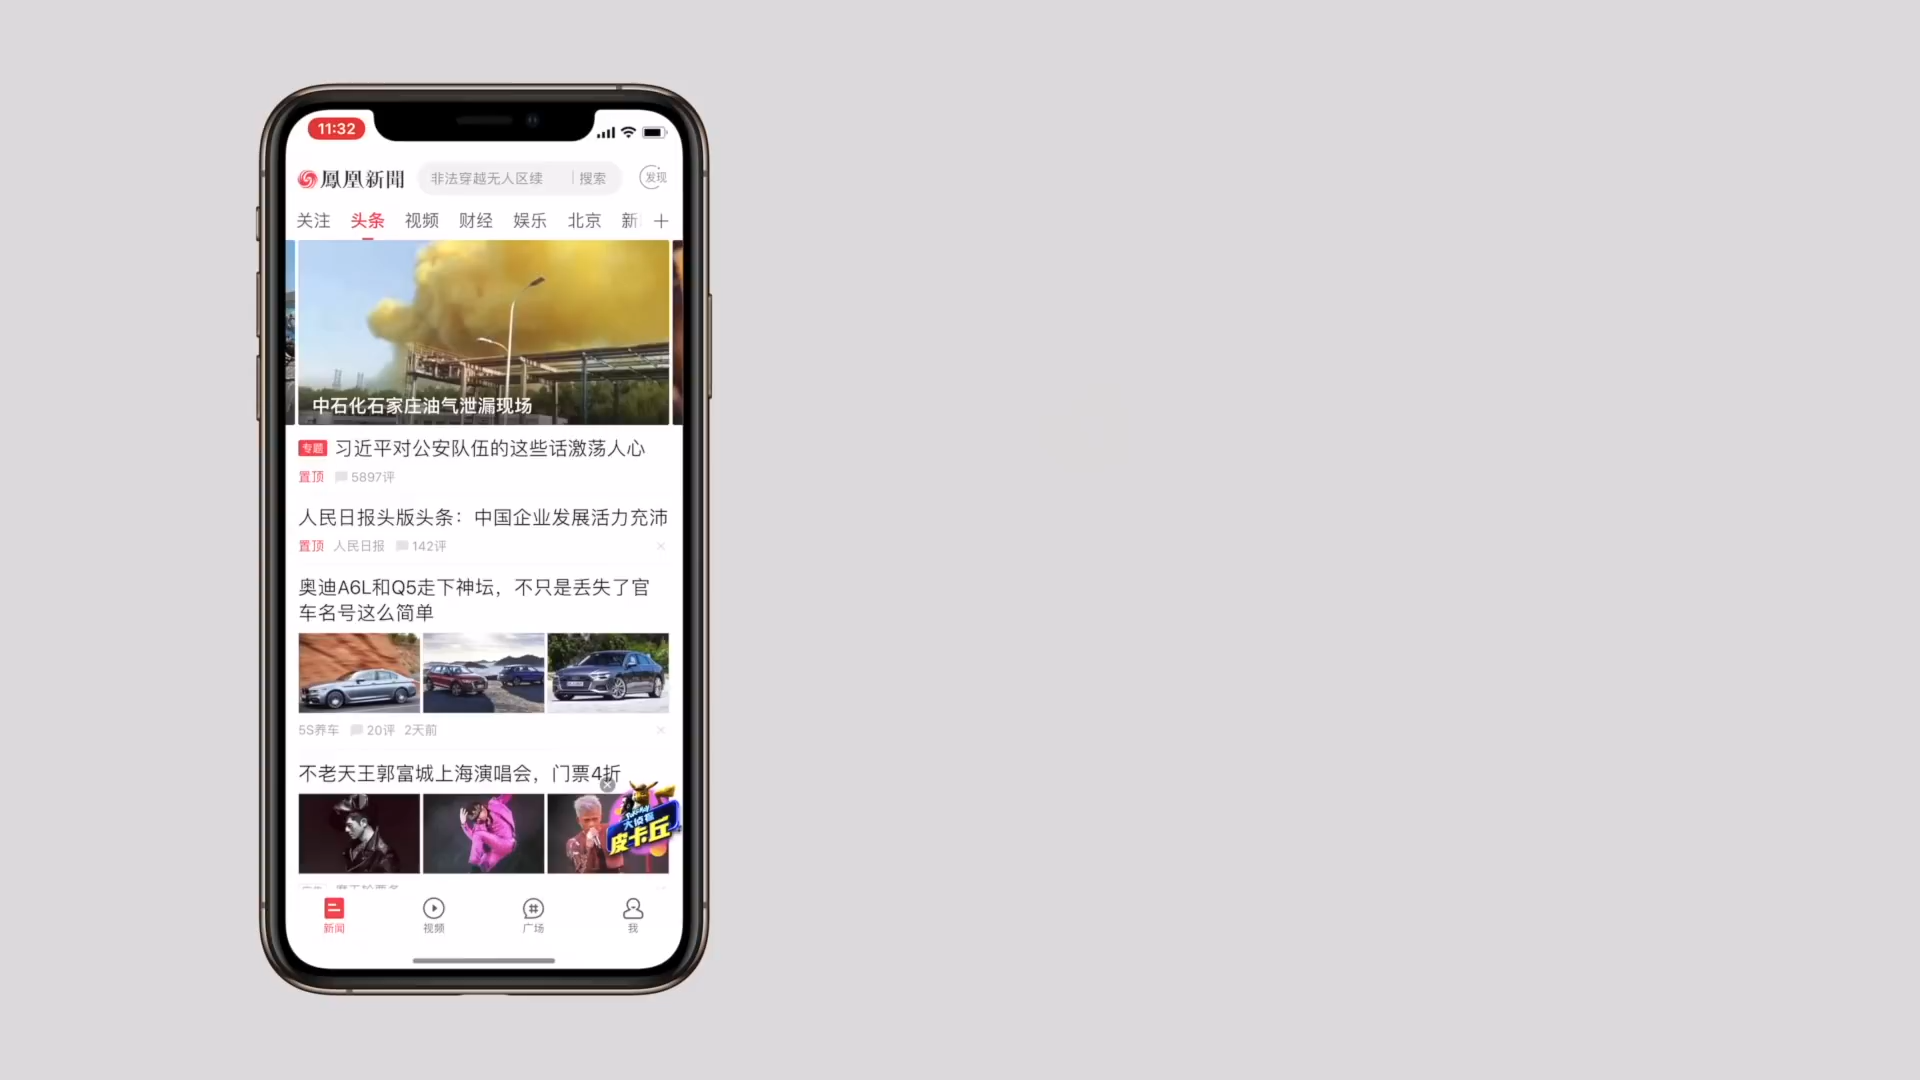 11:32
鳳凰新聞
非法穿越无人区续
搜索
发现
关注 头条 视频 财经 娱乐 北京 新
中石化石家庄油气泄漏现场
专题 习近平对公安队伍的这些话激荡人心
置顶 5897评
人民日报头版头条：中国企业发展活力充沛
置顶 人民日报 142评
奥迪A6L和Q5走下神坛，不只是丢失了官
车名号这么简单
5S养车 20评 2天前
不老天王郭富城上海演唱会，门票4折
大侦探
皮卡丘
新闻 视频 广场 我